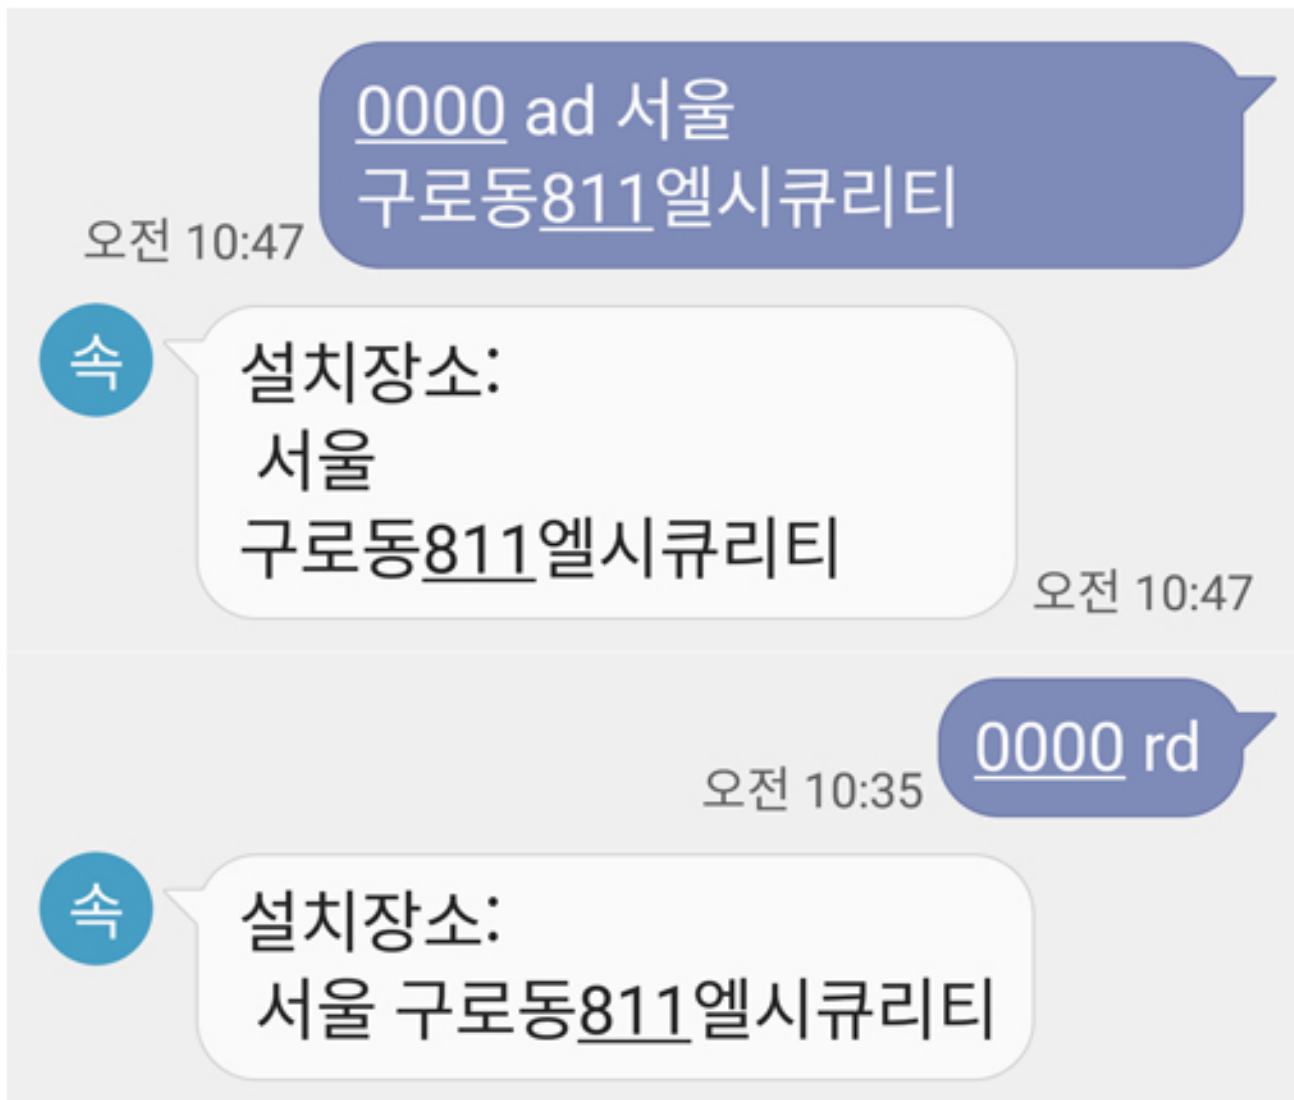 0000 ad 서울
구로동811엘시큐리티
오전 10:47
속
설치장소:
서울
구로동811엘시큐리티
오전 10:47
0000 rd
오전 10:35
속
설치장소:
서울 구로동811엘시큐리티